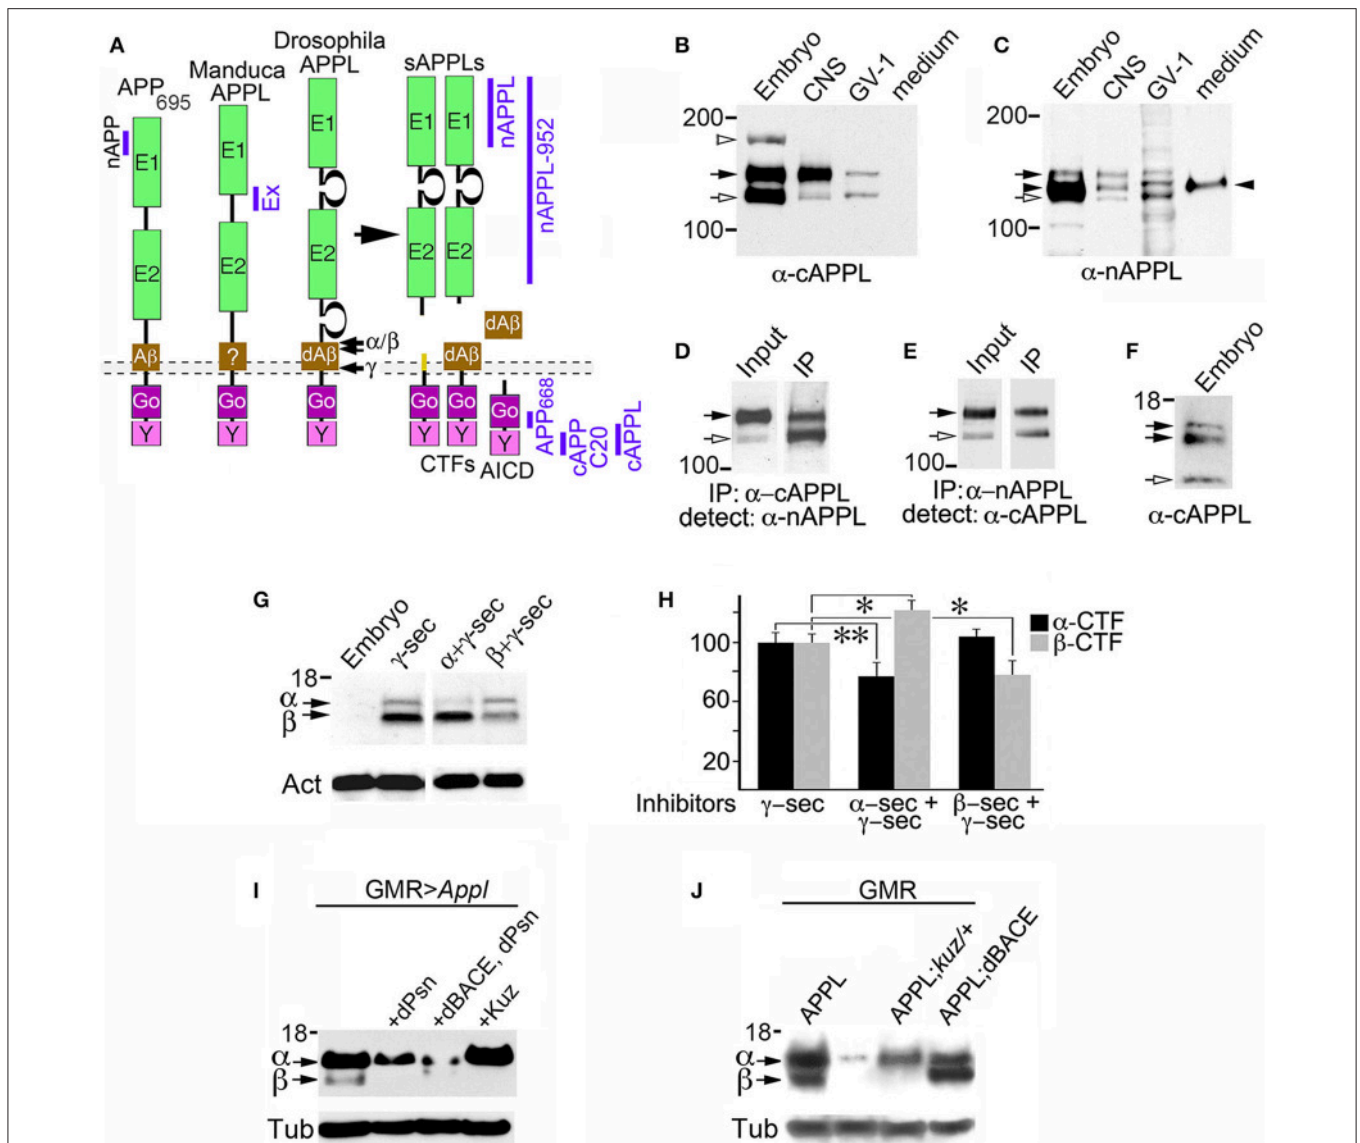 A
APP695
Manduca
APPL
Drosophila
APPL
sAPPLs
nAPP
E1
E1
E1
E1
E1
nAPPL
nAPPL-952
Ex
Ω
Ω
Ω
E2
E2
E2
E2
E2
Ω
dAβ
Aβ
?
dAβ
α/β
γ
dAβ
Go
Go
Go
Go
Go
Go
Y
Y
Y
Y
Y
Y
APP668
cAPP
C20
cAPPL
CTFs
AICD
B
Embryo
CNS
GV-1
medium
200
100
α-cAPPL
C
Embryo
CNS
GV-1
medium
200
100
α-nAPPL
D
Input
IP
100
IP: α–cAPPL
detect: α-nAPPL
E
Input
IP
100
IP: α–nAPPL
detect: α-cAPPL
F
Embryo
18
α-cAPPL
G
Embryo
γ-sec
α+γ-sec
β+γ-sec
18
α
β
Act
H
*
*
**
α-CTF
β-CTF
100
60
20
Inhibitors
γ–sec
α–sec +
γ–sec
β–sec +
γ–sec
I
GMR>Appl
+dPsn
+dBACE, dPsn
+Kuz
18
α
β
Tub
J
GMR
APPL
APPL;kuz/+
APPL;dBACE
18
α
β
Tub